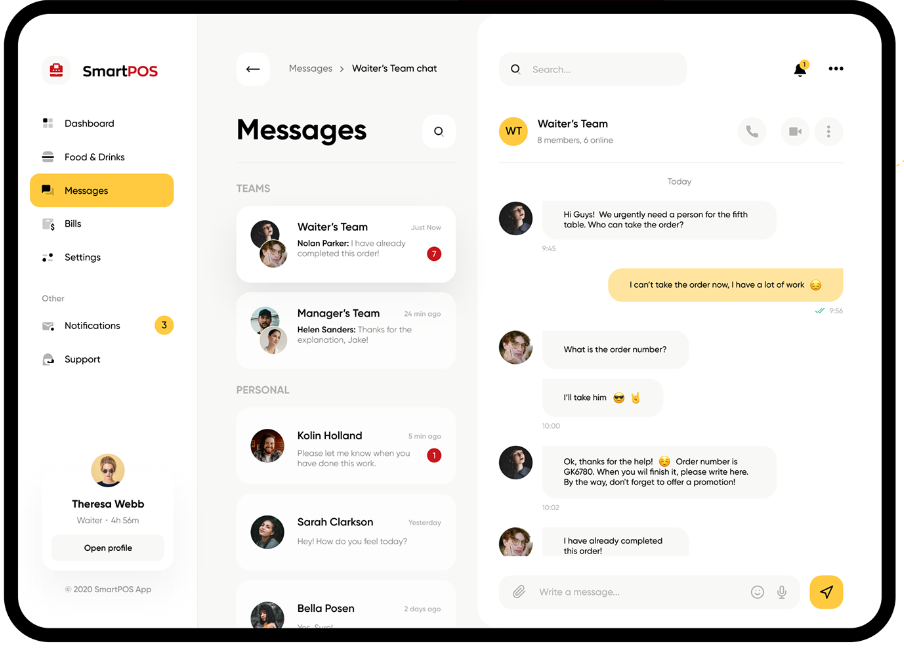 SmartPOS
Dashboard
Food & Drinks
Messages
Bills
Settings
Other
Notifications
3
Support
Theresa Webb
Waiter • 4h 56m
Open profile
© 2020 SmartPOS App
Messages > Waiter's Team chat
Messages
TEAMS
Waiter's Team
Just Now
Nolan Parker: I have already
completed this order!
7
Manager's Team
24 min ago
Helen Sanders: Thanks for the
explanation, Jake!
PERSONAL
Kolin Holland
5 min ago
Please let me know when you
have done this work.
1
Sarah Clarkson
Yesterday
Hey! How do you feel today?
Bella Posen
2 days ago
Yes, Sure!
Search...
1
WT
Waiter's Team
8 members, 6 online
Today
Hi Guys! We urgently need a person for the fifth
table. Who can take the order?
9:45
I can't take the order now, I have a lot of work 😔
9:56
What is the order number?
I'll take him 😎 🤘
10:00
Ok, thanks for the help! ☺️ Order number is
GK6780. When you wil finish it, please write here.
By the way, don't forget to offer a promotion!
10:02
I have already completed
this order!
Write a message...